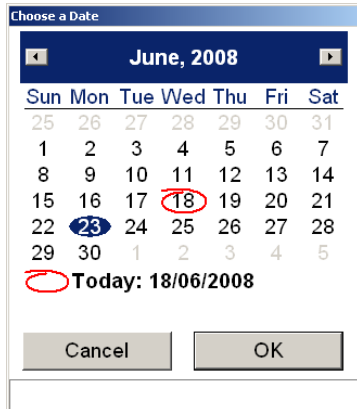 Choose a Date
June, 2008
Sun Mon Tue Wed Thu Fri Sat
25 26 27 28 29 30 31
1 2 3 4 5 6 7
8 9 10 11 12 13 14
15 16 17 18 19 20 21
22 23 24 25 26 27 28
29 30 1 2 3 4 5
Today: 18/06/2008
Cancel OK